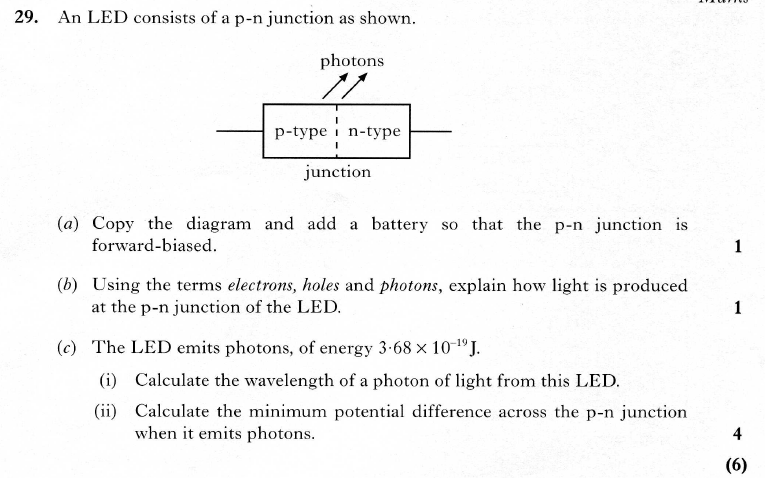 29. An LED consists of a p-n junction as shown.
photons
p-type n-type
junction
(a) Copy the diagram and add a battery so that the p-n junction is
forward-biased. 1
(b) Using the terms electrons, holes and photons, explain how light is produced
at the p-n junction of the LED. 1
(c) The LED emits photons, of energy 3·68 × 10⁻¹⁹ J.
(i) Calculate the wavelength of a photon of light from this LED.
(ii) Calculate the minimum potential difference across the p-n junction
when it emits photons. 4
(6)